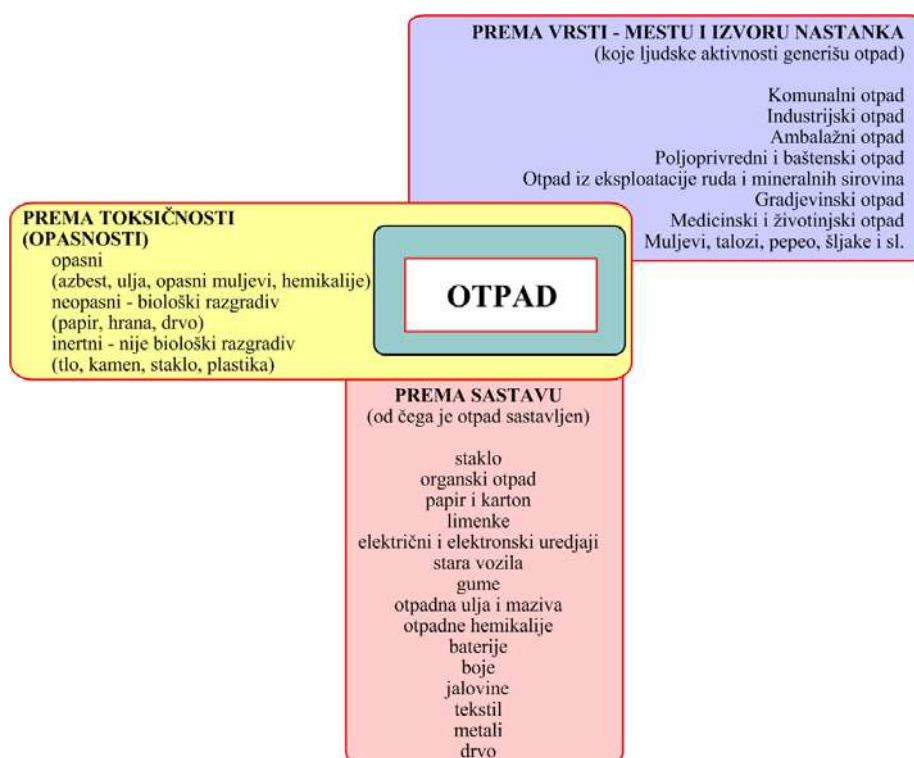 PREMA VRSTI - MESTU I IZVORU NASTANKA
(koje ljudske aktivnosti generišu otpad)
Komunalni otpad
Industrijski otpad
Ambalažni otpad
Poljoprivredni i baštenski otpad
Otpad iz eksploatacije ruda i mineralnih sirovina
Gradjevinski otpad
Medicinski i životinjski otpad
Muljevi, talozi, pepeo, šljake i sl.
PREMA TOKSIČNOSTI
(OPASNOSTI)
opasni
(azbest, ulja, opasni muljevi, hemikalije)
neopasni - biološki razgradiv
(papir, hrana, drvo)
inertni - nije biološki razgradiv
(tlo, kamen, staklo, plastika)
OTPAD
PREMA SASTAVU
(od čega je otpad sastavljen)
staklo
organski otpad
papir i karton
limenke
električni i elektronski uredjaji
stara vozila
gume
otpadna ulja i maziva
otpadne hemikalije
baterije
boje
jalovine
tekstil
metali
drvo